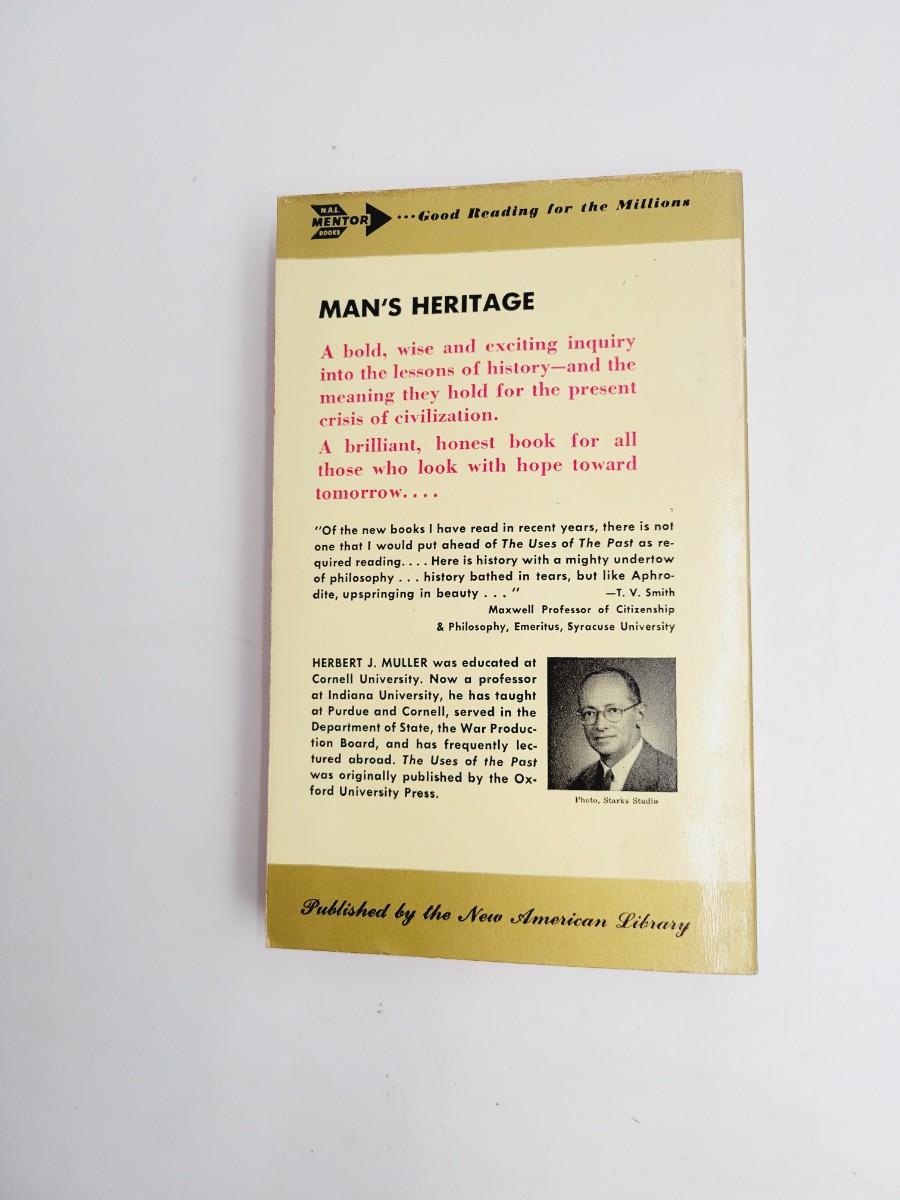 N.A.L.
MENTOR
BOOKS
...Good Reading for the Millions
MAN'S HERITAGE
A bold, wise and exciting inquiry
into the lessons of history—and the
meaning they hold for the present
crisis of civilization.
A brilliant, honest book for all
those who look with hope toward
tomorrow....
"Of the new books I have read in recent years, there is not
one that I would put ahead of The Uses of The Past as re-
quired reading.... Here is history with a mighty undertow
of philosophy ... history bathed in tears, but like Aphro-
dite, upspringing in beauty ... " —T. V. Smith
Maxwell Professor of Citizenship
& Philosophy, Emeritus, Syracuse University
HERBERT J. MULLER was educated at
Cornell University. Now a professor
at Indiana University, he has taught
at Purdue and Cornell, served in the
Department of State, the War Produc-
tion Board, and has frequently lec-
tured abroad. The Uses of the Past
was originally published by the Ox-
ford University Press.
Photo, Starks Studio
Published by the New American Library